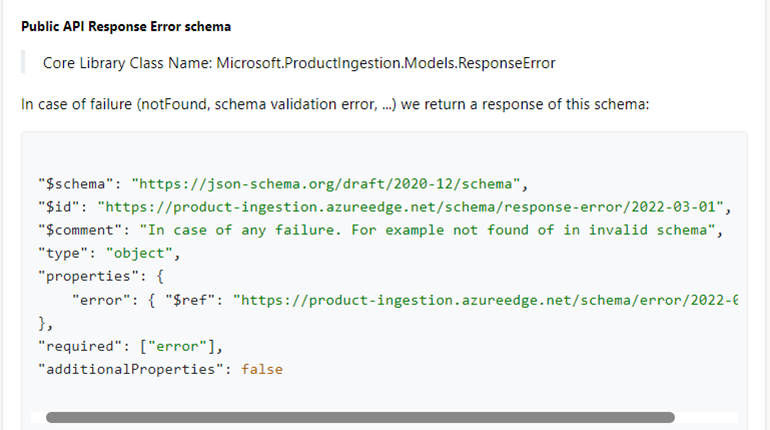 Public API Response Error schema
Core Library Class Name: Microsoft.ProductIngestion.Models.ResponseError
In case of failure (notFound, schema validation error, ...) we return a response of this schema:
"$schema": "https://json-schema.org/draft/2020-12/schema",
"$id": "https://product-ingestion.azureedge.net/schema/response-error/2022-03-01",
"$comment": "In case of any failure. For example not found of in invalid schema",
"type": "object",
"properties": {
"error": { "$ref": "https://product-ingestion.azureedge.net/schema/error/2022-
},
"required": ["error"],
"additionalProperties": false